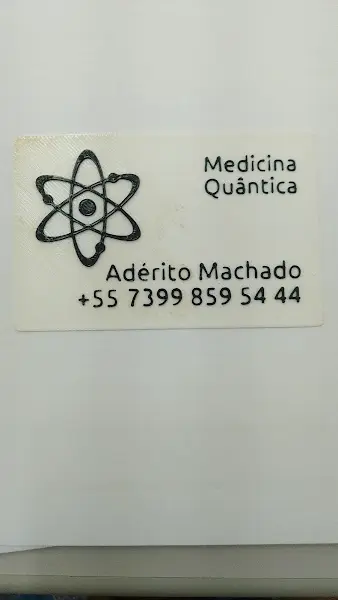 Medicina
Quântica
Adérito Machado
+55 7399 859 54 44